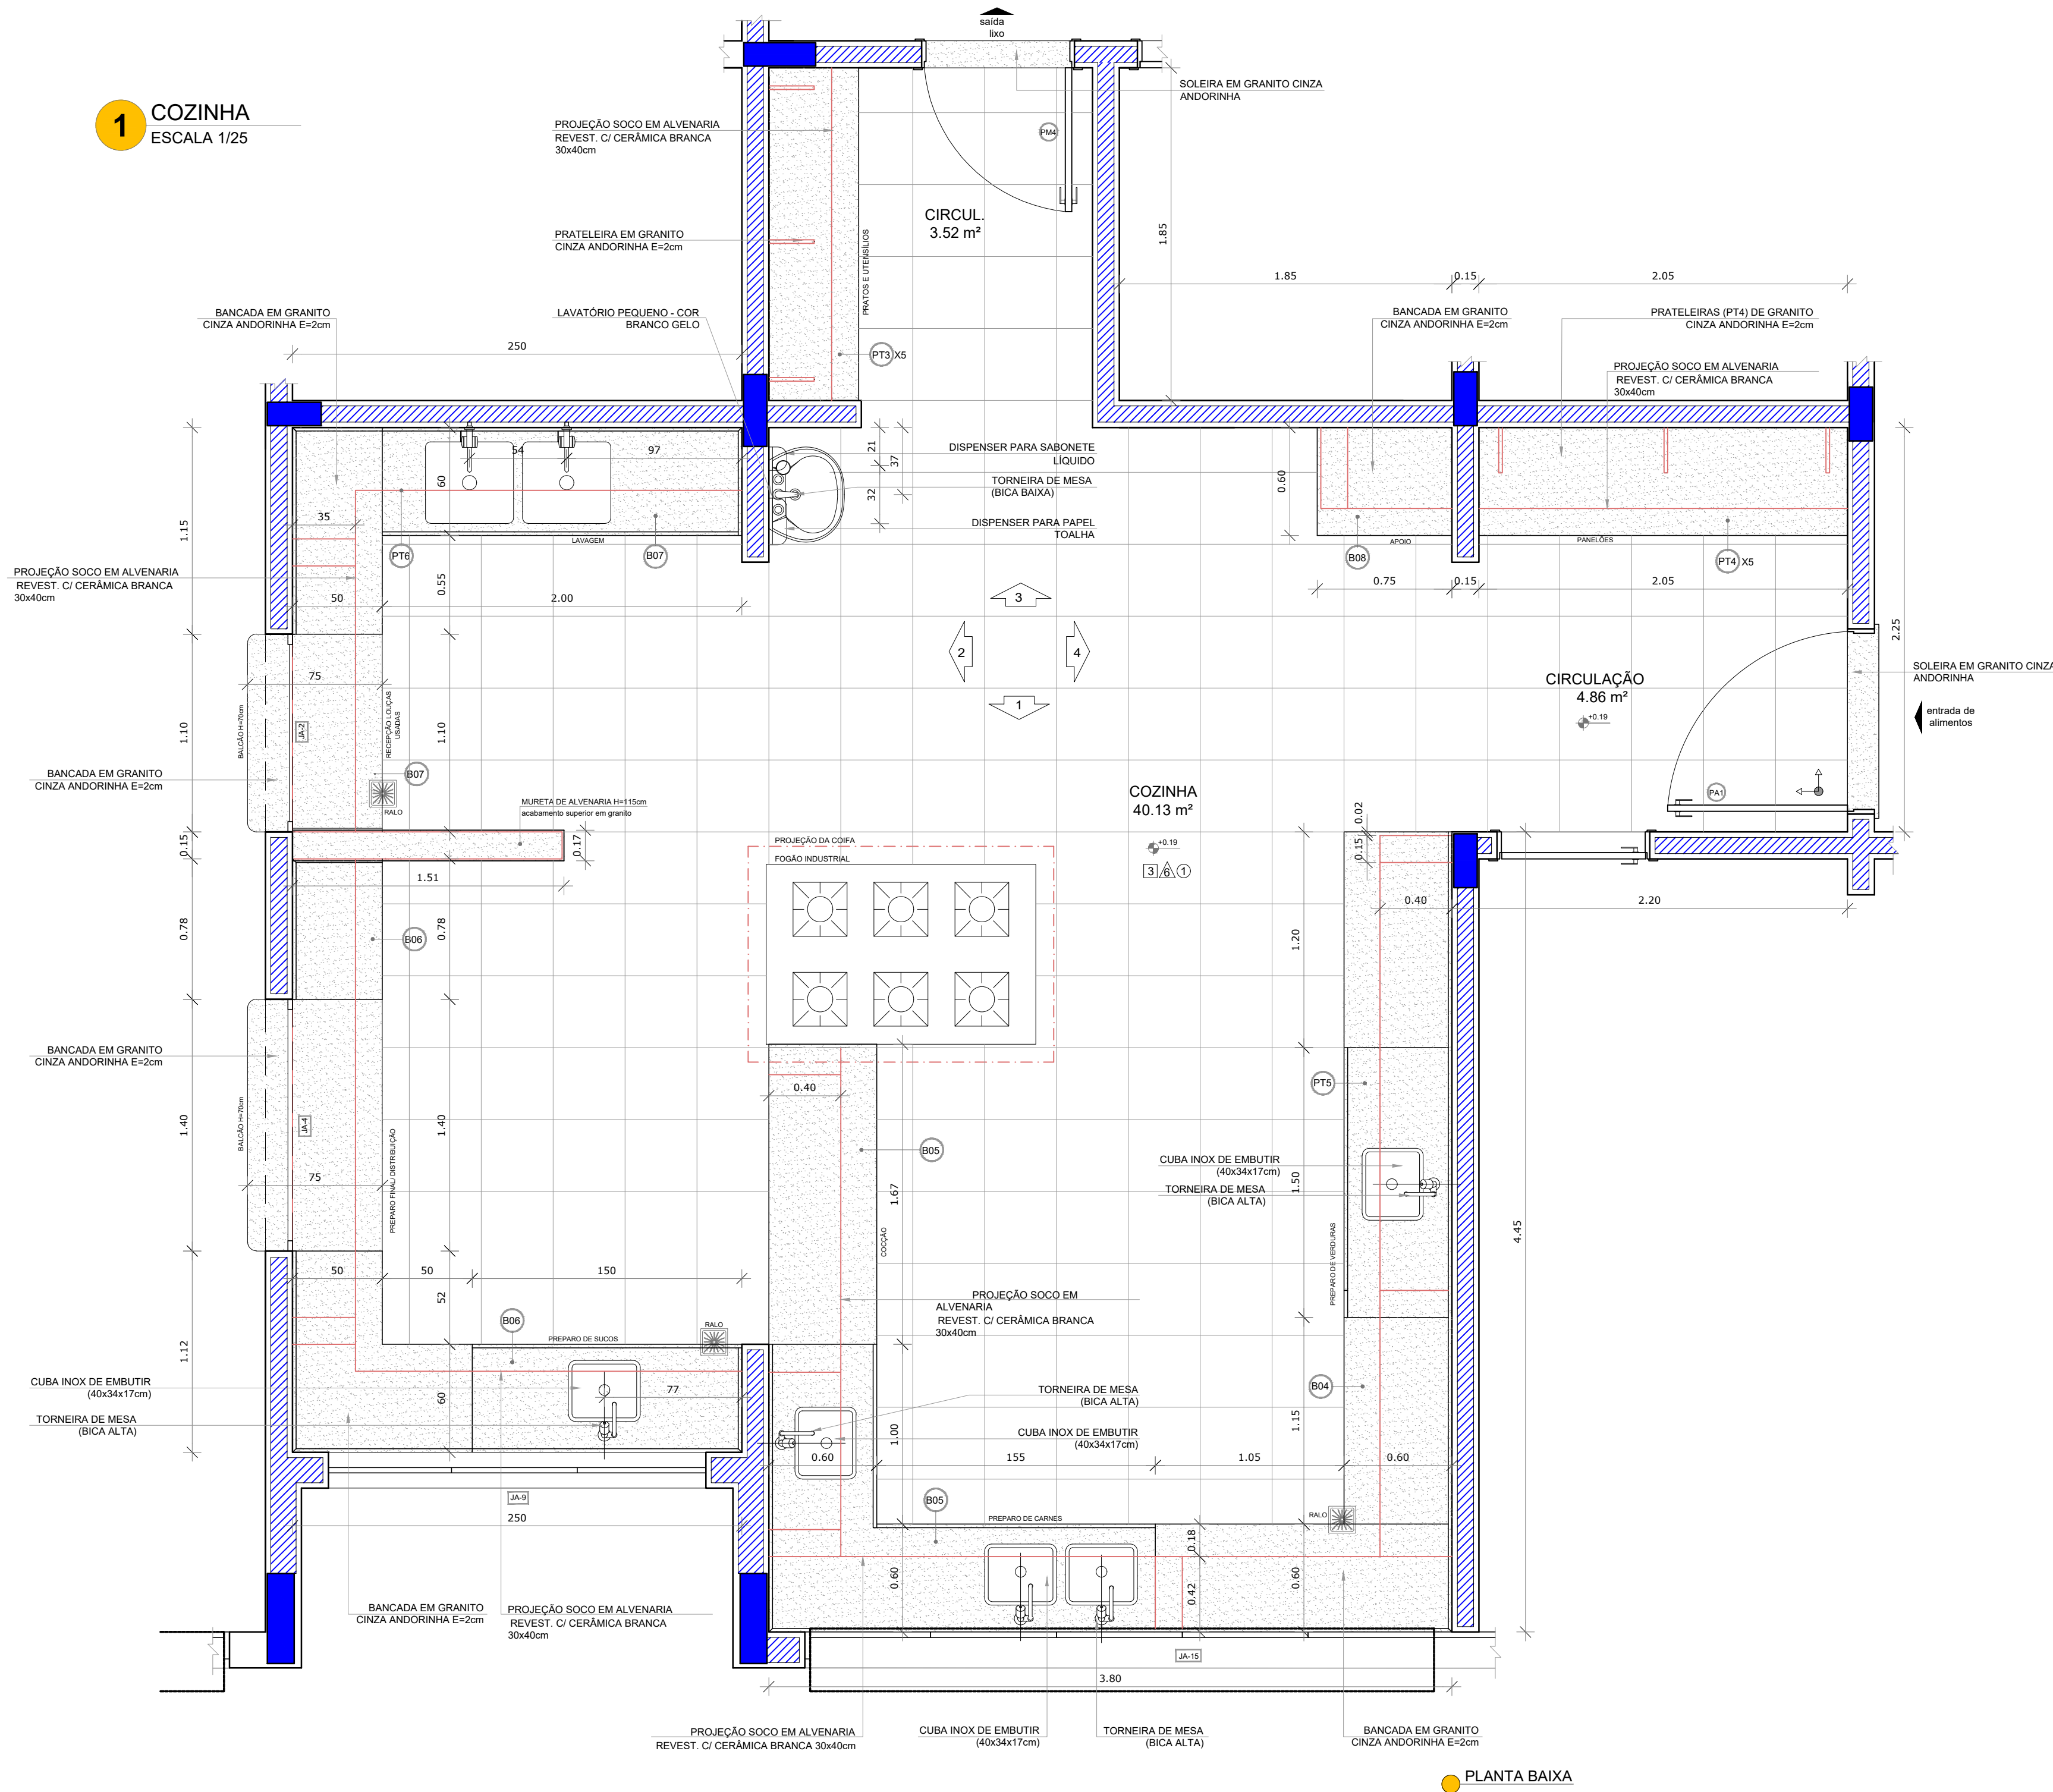 saída
lixo
1
COZINHA
ESCALA 1/25
PROJEÇÃO SOCO EM ALVENARIA
REVEST. C/ CERÂMICA BRANCA
30x40cm
SOLEIRA EM GRANITO CINZA
ANDORINHA
PM4
CIRCUL.
3.52 m²
PRATELEIRA EM GRANITO
CINZA ANDORINHA E=2cm
PRATOS E UTENSÍLIOS
1.85
1.85
0.15
2.05
BANCADA EM GRANITO
CINZA ANDORINHA E=2cm
LAVATÓRIO PEQUENO - COR
BRANCO GELO
BANCADA EM GRANITO
CINZA ANDORINHA E=2cm
PRATELEIRAS (PT4) DE GRANITO
CINZA ANDORINHA E=2cm
250
PT3 X5
PROJEÇÃO SOCO EM ALVENARIA
REVEST. C/ CERÂMICA BRANCA
30x40cm
54
97
60
21
37
32
DISPENSER PARA SABONETE
LÍQUIDO
TORNEIRA DE MESA
(BICA BAIXA)
DISPENSER PARA PAPEL
TOALHA
0.60
1.15
35
LAVAGEM
PT6
B07
APOIO
B08
PANELÕES
PT4 X5
PROJEÇÃO SOCO EM ALVENARIA
REVEST. C/ CERÂMICA BRANCA
30x40cm
0.55
50
2.00
0.75
0.15
2.05
3
2
4
1
2.25
75
BALCÃO H=70cm
JA-2
RECEPÇÃO LOUÇAS
USADAS
1.10
1.10
CIRCULAÇÃO
4.86 m²
+0.19
SOLEIRA EM GRANITO CINZA
ANDORINHA
entrada de
alimentos
BANCADA EM GRANITO
CINZA ANDORINHA E=2cm
B07
RALO
PA1
COZINHA
40.13 m²
+0.19
3 6 1
MURETA DE ALVENARIA H=115cm
acabamento superior em granito
0.15
0.17
1.51
PROJEÇÃO DA COIFA
FOGÃO INDUSTRIAL
0.02
0.15
0.40
2.20
0.78
0.78
B06
1.20
BANCADA EM GRANITO
CINZA ANDORINHA E=2cm
BALCÃO H=70cm
JA-4
1.40
1.40
75
PREPARO FINAL/ DISTRIBUIÇÃO
0.40
B05
1.67
COCÇÃO
PT5
CUBA INOX DE EMBUTIR
(40x34x17cm)
TORNEIRA DE MESA
(BICA ALTA)
1.50
PREPARO DE VERDURAS
4.45
50
50
150
52
PROJEÇÃO SOCO EM
ALVENARIA
REVEST. C/ CERÂMICA BRANCA
30x40cm
B06
PREPARO DE SUCOS
RALO
1.12
CUBA INOX DE EMBUTIR
(40x34x17cm)
TORNEIRA DE MESA
(BICA ALTA)
60
77
TORNEIRA DE MESA
(BICA ALTA)
CUBA INOX DE EMBUTIR
(40x34x17cm)
B04
1.00
1.15
0.60
155
1.05
0.60
JA-9
250
B05
PREPARO DE CARNES
RALO
0.18
0.60
0.42
0.60
BANCADA EM GRANITO
CINZA ANDORINHA E=2cm
PROJEÇÃO SOCO EM ALVENARIA
REVEST. C/ CERÂMICA BRANCA
30x40cm
JA-15
3.80
PROJEÇÃO SOCO EM ALVENARIA
REVEST. C/ CERÂMICA BRANCA 30x40cm
CUBA INOX DE EMBUTIR
(40x34x17cm)
TORNEIRA DE MESA
(BICA ALTA)
BANCADA EM GRANITO
CINZA ANDORINHA E=2cm
PLANTA BAIXA